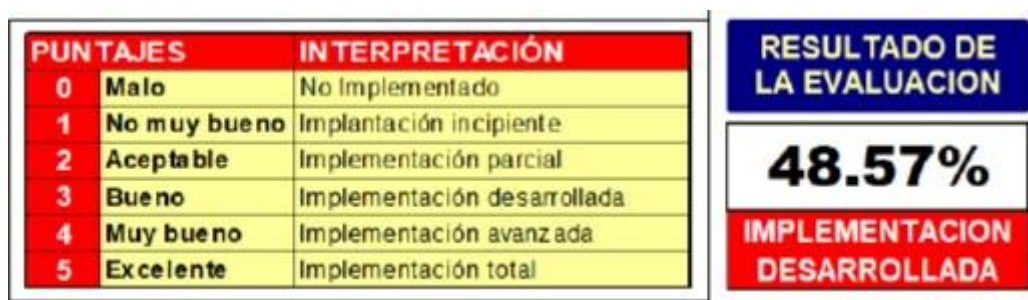 PUNTAJES INTERPRETACIÓN
0 Malo No Implementado
1 No muy bueno Implantación incipiente
2 Aceptable Implementación parcial
3 Bueno Implementación desarrollada
4 Muy bueno Implementación avanzada
5 Excelente Implementación total
RESULTADO DE
LA EVALUACION
48.57%
IMPLEMENTACION
DESARROLLADA